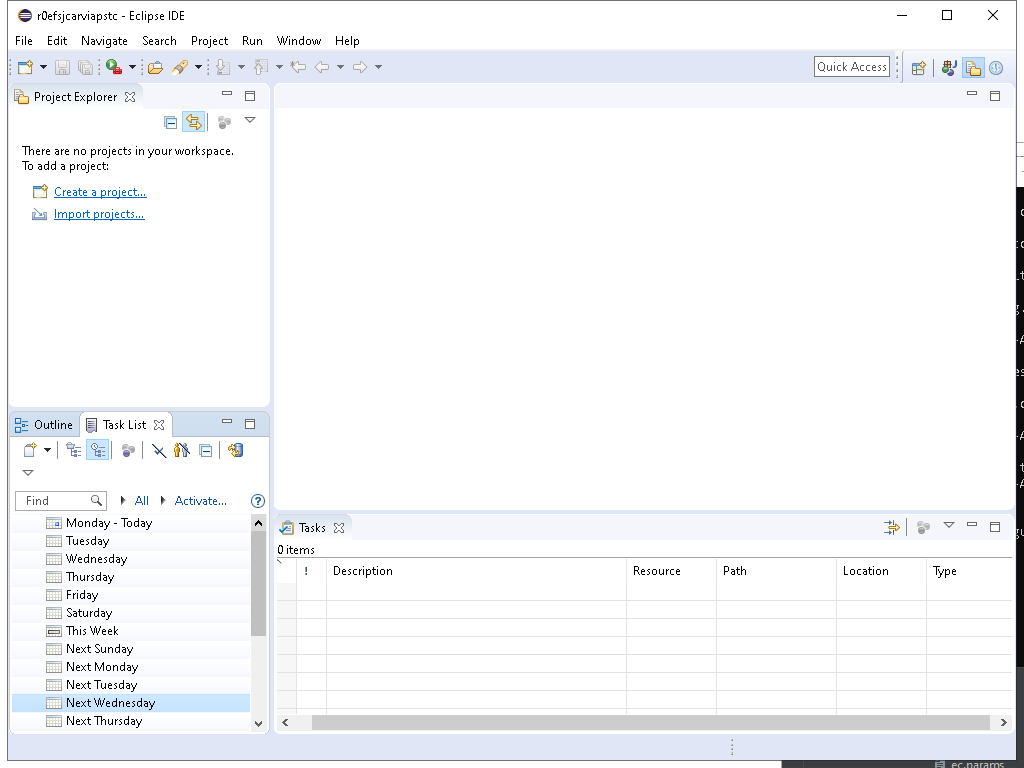 r0efsjcarviapstc - Eclipse IDE
File Edit Navigate Search Project Run Window Help
Quick Access
Project Explorer
There are no projects in your workspace.
To add a project:
Create a project...
Import projects...
Outline Task List
Find All Activate...
Monday - Today
Tuesday
Wednesday
Thursday
Friday
Saturday
This Week
Next Sunday
Next Monday
Next Tuesday
Next Wednesday
Next Thursday
Tasks
0 items
! Description Resource Path Location Type
ec.params